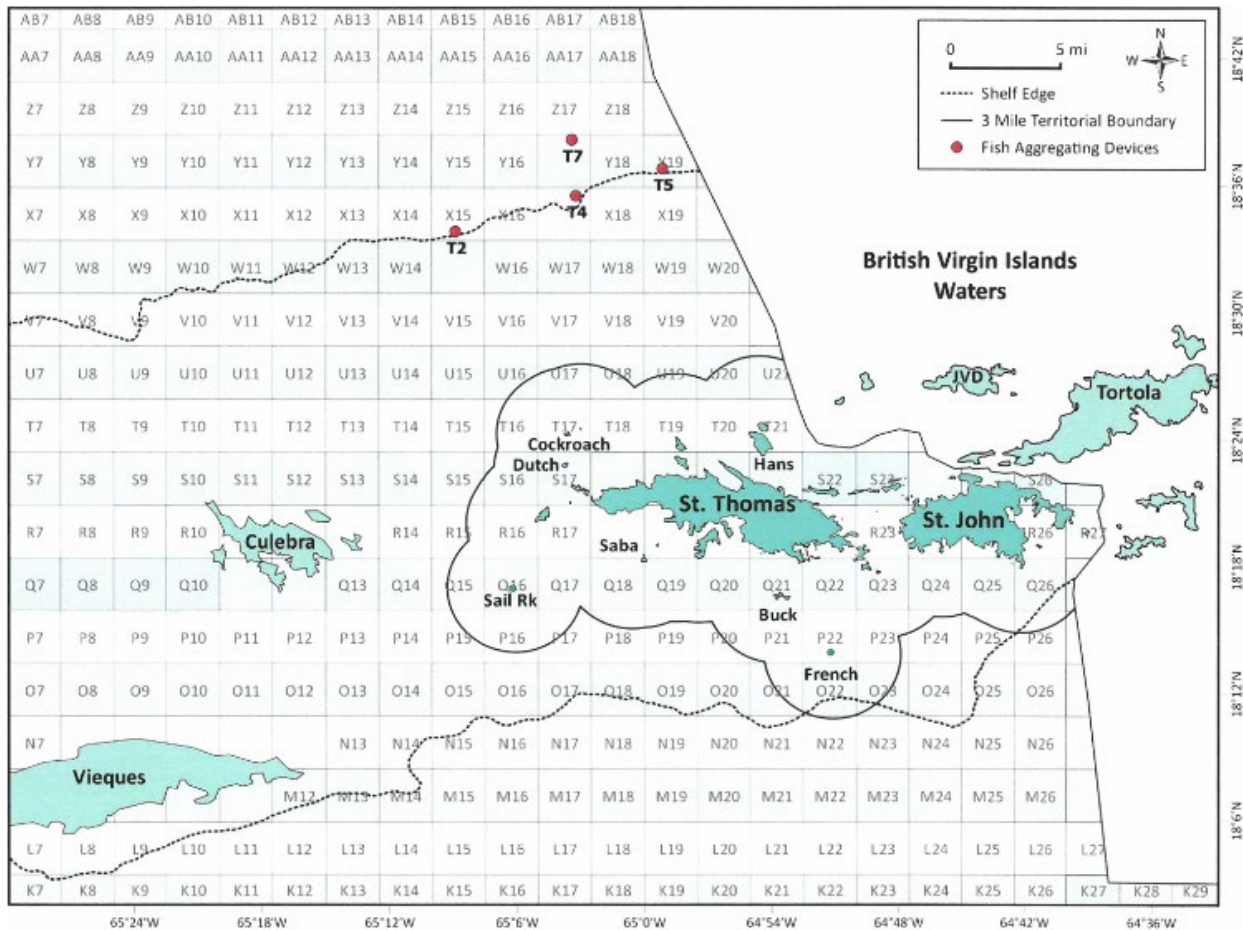 AB7 AB8 AB9 AB10 AB11 AB12 AB13 AB14 AB15 AB16 AB17 AB18
AA7 AA8 AA9 AA10 AA11 AA12 AA13 AA14 AA15 AA16 AA17 AA18
Z7 Z8 Z9 Z10 Z11 Z12 Z13 Z14 Z15 Z16 Z17 Z18
Y7 Y8 Y9 Y10 Y11 Y12 Y13 Y14 Y15 Y16 T7 Y18 Y19
T5
X7 X8 X9 X10 X11 X12 X13 X14 X15 X16 T4 X18 X19
T2
W7 W8 W9 W10 W11 W12 W13 W14 W16 W17 W18 W19 W20
V7 V8 V9 V10 V11 V12 V13 V14 V15 V16 V17 V18 V19 V20
U7 U8 U9 U10 U11 U12 U13 U14 U15 U16 U17 U18 U19 U20 U21
T7 T8 T9 T10 T11 T12 T13 T14 T15 T16 T17 T18 T19 T20 T21
S7 S8 S9 S10 S11 S12 S13 S14 S15 S16 S17 S22 S23 S26
R7 R8 R9 R10 R14 R15 R16 R17 R23 R26 R27
Q7 Q8 Q9 Q10 Q13 Q14 Q15 Q16 Q17 Q18 Q19 Q20 Q21 Q22 Q23 Q24 Q25 Q26
P7 P8 P9 P10 P11 P12 P13 P14 P15 P16 P17 P18 P19 P20 P21 P22 P23 P24 P25 P26
O7 O8 O9 O10 O11 O12 O13 O14 O15 O16 O17 O18 O19 O20 O21 O22 O23 O24 O25 O26
N7 N13 N14 N15 N16 N17 N18 N19 N20 N21 N22 N23 N24 N25 N26
M12 M13 M14 M15 M16 M17 M18 M19 M20 M21 M22 M23 M24 M25 M26
L7 L8 L9 L10 L11 L12 L13 L14 L15 L16 L17 L18 L19 L20 L21 L22 L23 L24 L25 L26 L27
K7 K8 K9 K10 K11 K12 K13 K14 K15 K16 K17 K18 K19 K20 K21 K22 K23 K24 K25 K26 K27 K28 K29
0 5 mi
N
W E
S
Shelf Edge
3 Mile Territorial Boundary
Fish Aggregating Devices
British Virgin Islands
Waters
JVD
Tortola
Cockroach
Dutch
Hans
St. Thomas
St. John
Culebra
Saba
Sail Rk
Buck
French
Vieques
18°42'N
18°36'N
18°30'N
18°24'N
18°18'N
18°12'N
18°6'N
65°24'W 65°18'W 65°12'W 65°6'W 65°0'W 64°54'W 64°48'W 64°42'W 64°36'W